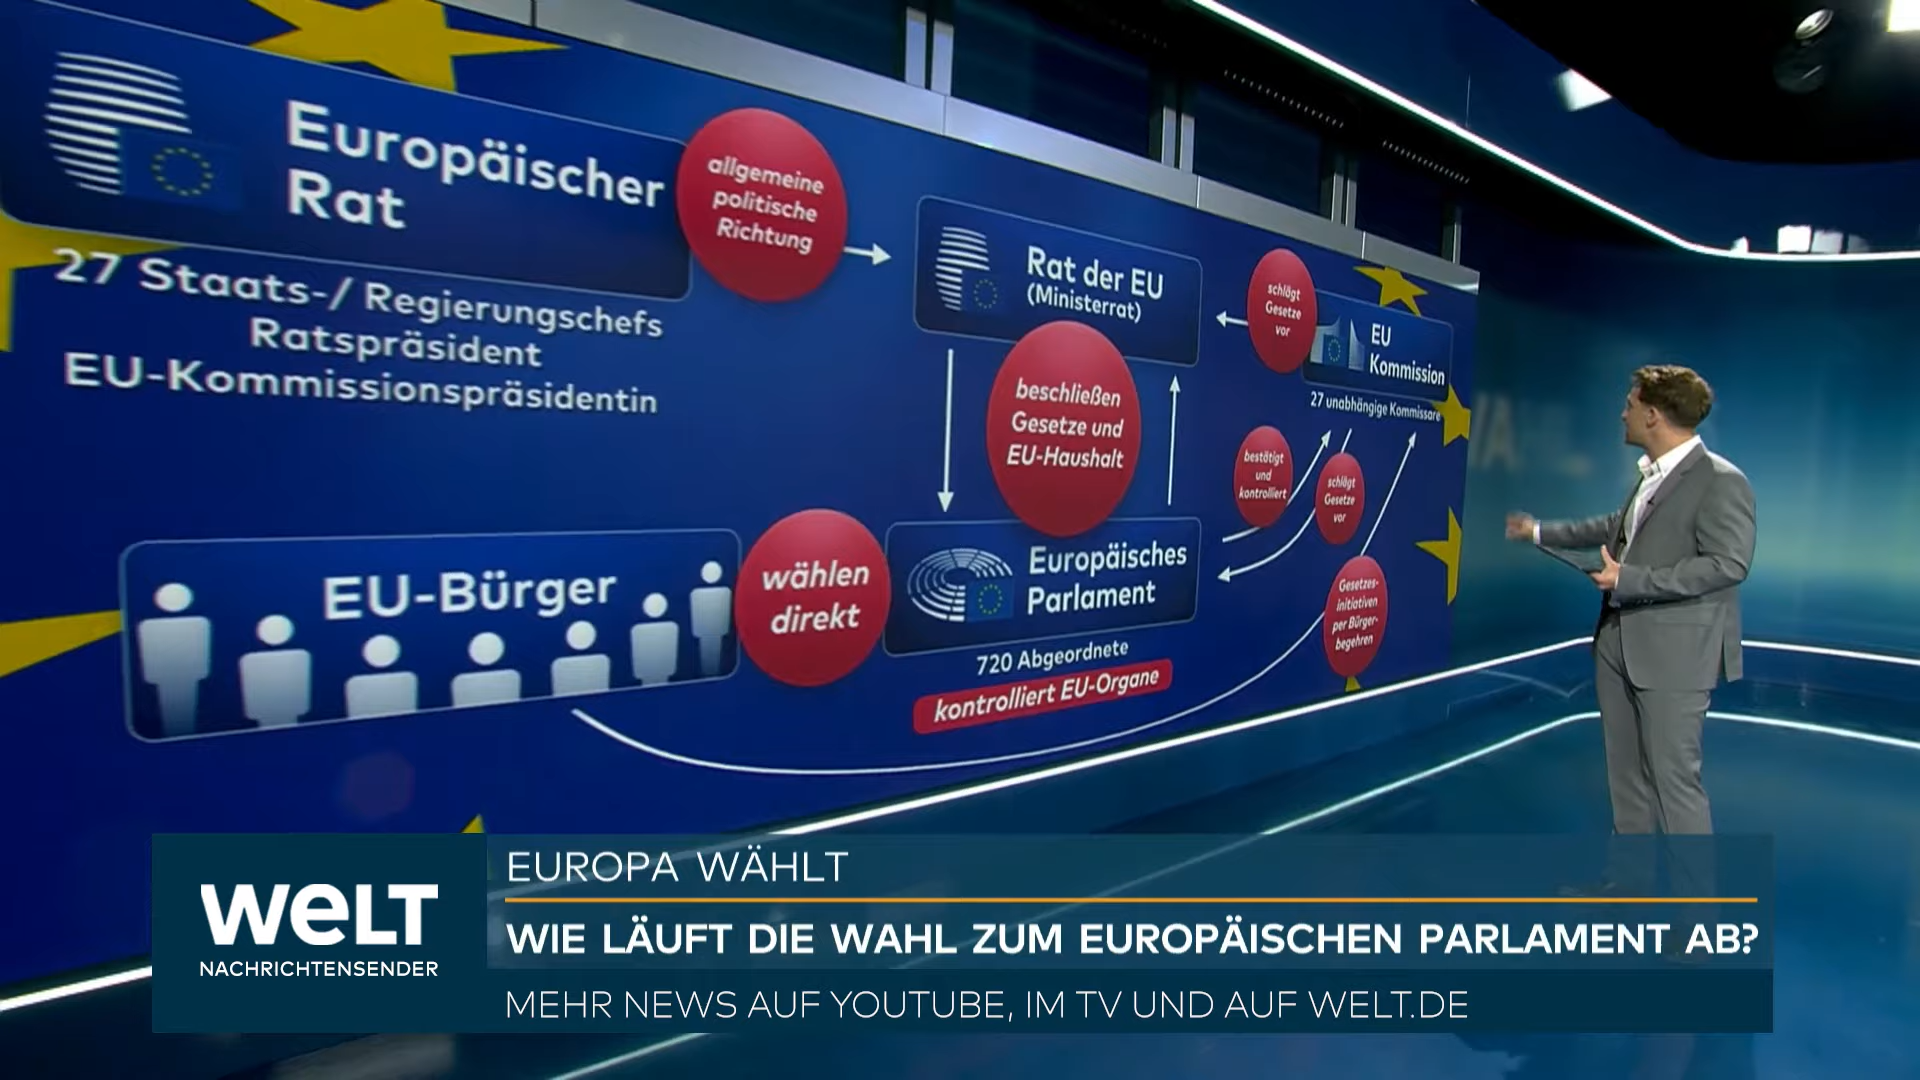 Europäischer
Rat
27 Staats-/ Regierungschefs
Ratspräsident
EU-Kommissionspräsidentin
allgemeine
politische
Richtung
Rat der EU
(Ministerrat)
schlägt
Gesetze
vor
EU
Kommission
27 unabhängige Kommissare
beschließen
Gesetze und
EU-Haushalt
bestätigt
und
kontrolliert
schlägt
Gesetze
vor
EU-Bürger
wählen
direkt
Europäisches
Parlament
720 Abgeordnete
kontrolliert EU-Organe
Gesetzes-
initiativen
per Bürger-
begehren
WELT
NACHRICHTENSENDER
EUROPA WÄHLT
WIE LÄUFT DIE WAHL ZUM EUROPÄISCHEN PARLAMENT AB?
MEHR NEWS AUF YOUTUBE, IM TV UND AUF WELT.DE